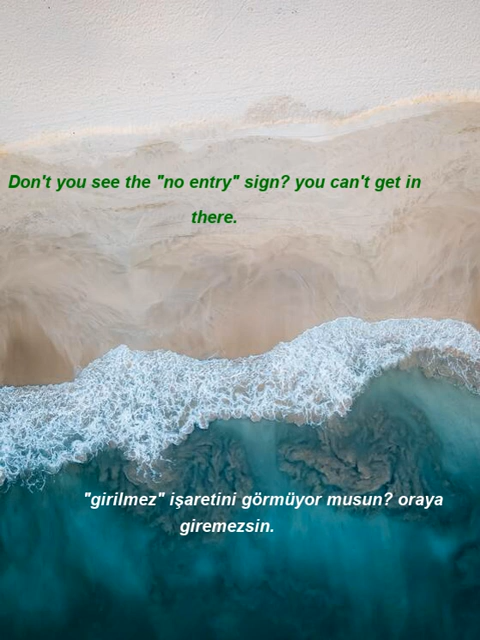 Don't you see the "no entry" sign? you can't get in
there.
"girilmez" işaretini görmüyor musun? oraya
giremezsin.